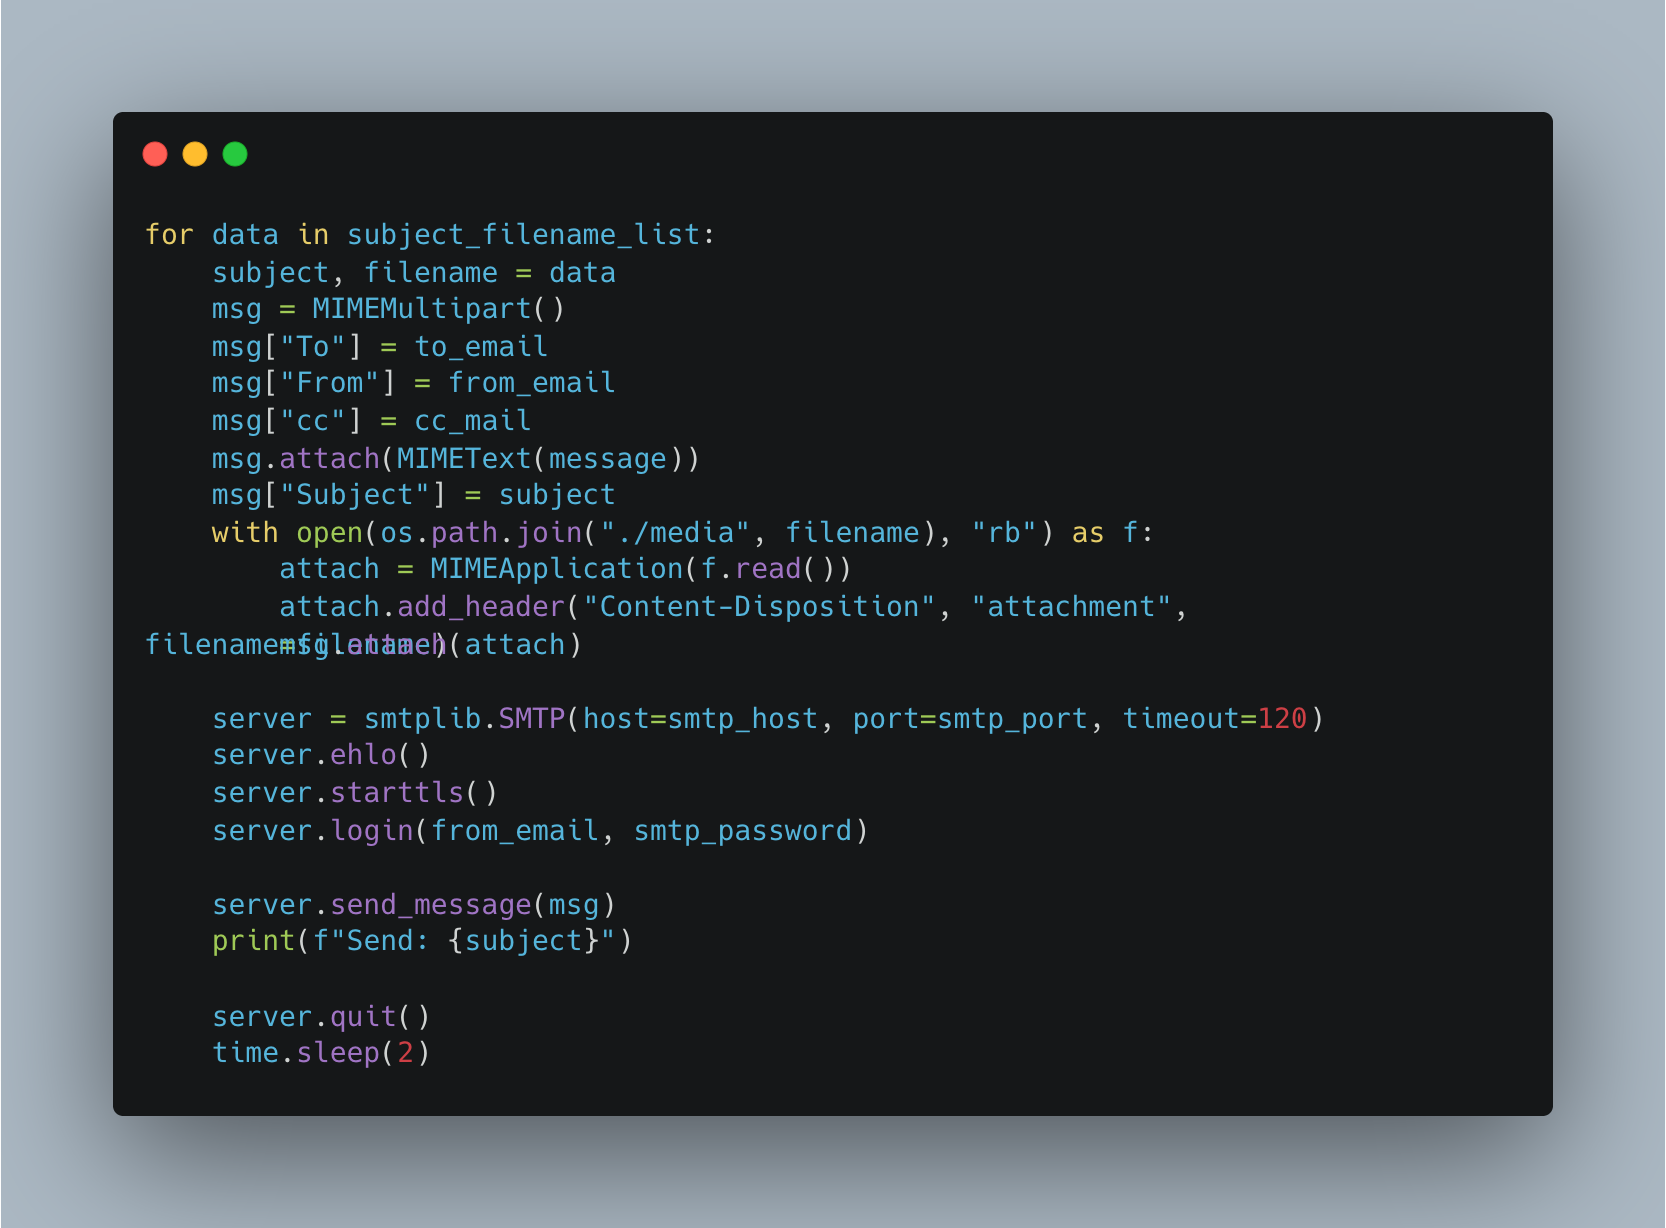 for data in subject_filename_list:
    subject, filename = data
    msg = MIMEMultipart()
    msg["To"] = to_email
    msg["From"] = from_email
    msg["cc"] = cc_mail
    msg.attach(MIMEText(message))
    msg["Subject"] = subject
    with open(os.path.join("./media", filename), "rb") as f:
        attach = MIMEApplication(f.read())
        attach.add_header("Content-Disposition", "attachment",
filename=filename)
        msg.attach(attach)

    server = smtplib.SMTP(host=smtp_host, port=smtp_port, timeout=120)
    server.ehlo()
    server.starttls()
    server.login(from_email, smtp_password)

    server.send_message(msg)
    print(f"Send: {subject}")

    server.quit()
    time.sleep(2)